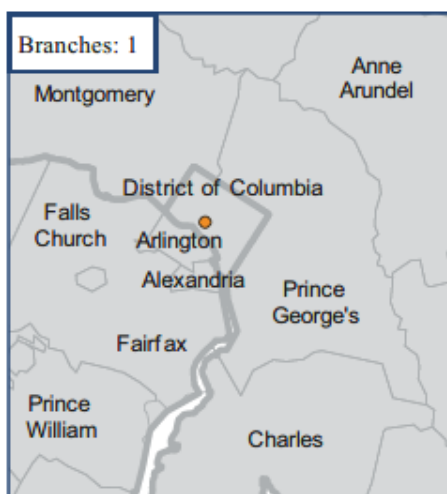 Branches: 1
Anne
Arundel
Montgomery
District of Columbia
Falls
Church
Arlington
Alexandria
Prince
George's
Fairfax
Prince
William
Charles